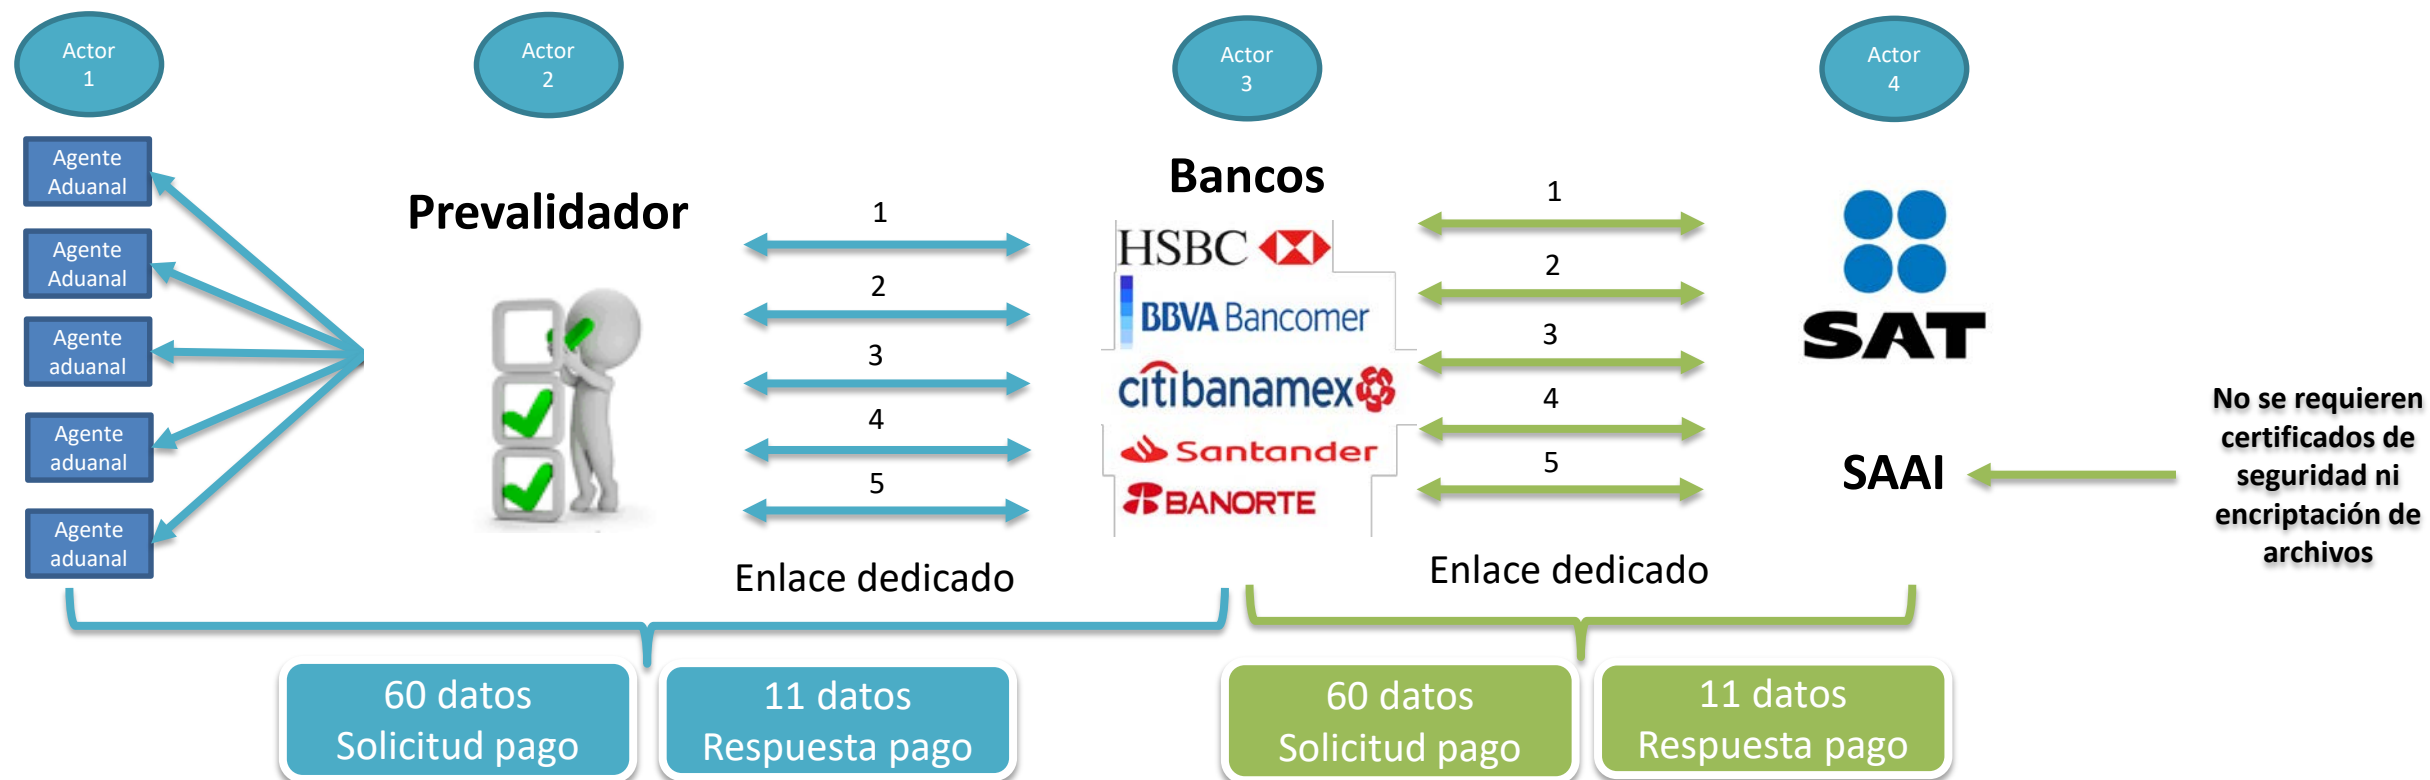 Actor
1
Actor
2
Actor
3
Actor
4
Agente
Aduanal
Agente
Aduanal
Agente
aduanal
Agente
aduanal
Agente
aduanal
Prevalidador
1
2
3
4
5
Enlace dedicado
Bancos
HSBC
BBVA Bancomer
citibanamex
Santander
BANORTE
1
2
3
4
5
Enlace dedicado
SAT
SAAI
No se requieren
certificados de
seguridad ni
encriptación de
archivos
60 datos
Solicitud pago
11 datos
Respuesta pago
60 datos
Solicitud pago
11 datos
Respuesta pago